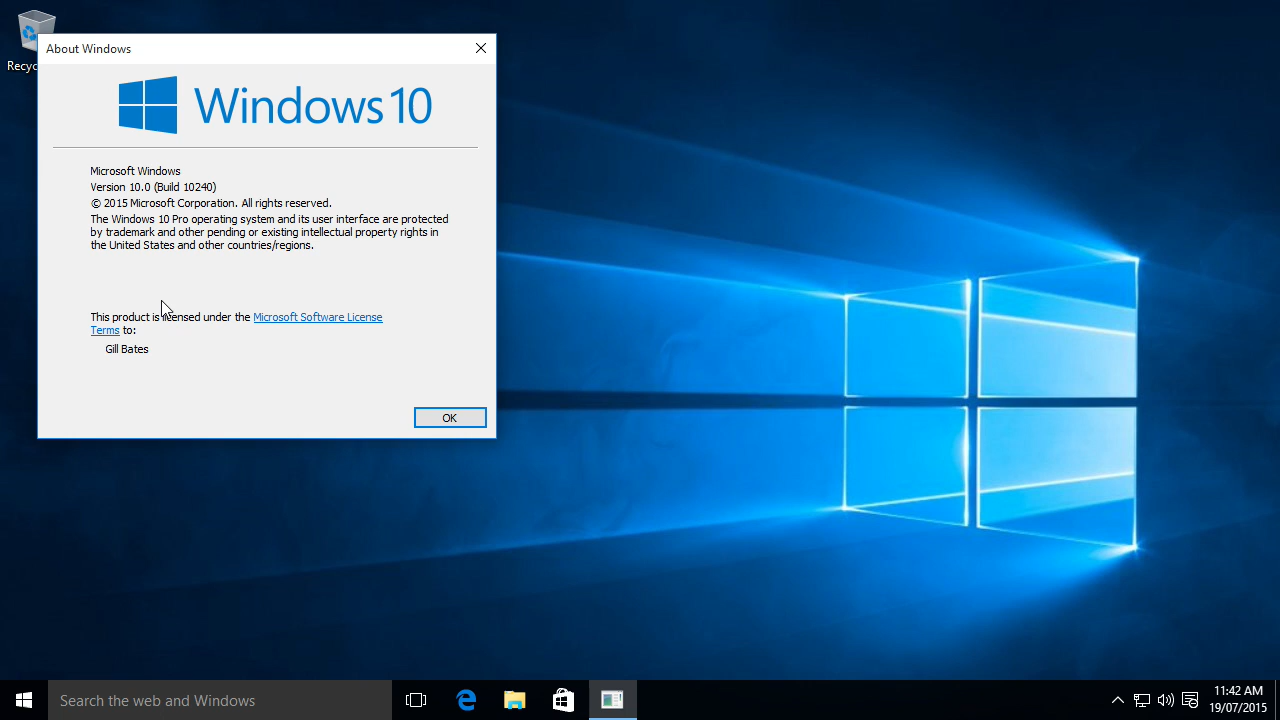 Recyc
About Windows
Windows 10
Microsoft Windows
Version 10.0 (Build 10240)
© 2015 Microsoft Corporation. All rights reserved.
The Windows 10 Pro operating system and its user interface are protected
by trademark and other pending or existing intellectual property rights in
the United States and other countries/regions.
This product is licensed under the Microsoft Software License
Terms to:
Gill Bates
OK
Search the web and Windows
11:42 AM
19/07/2015